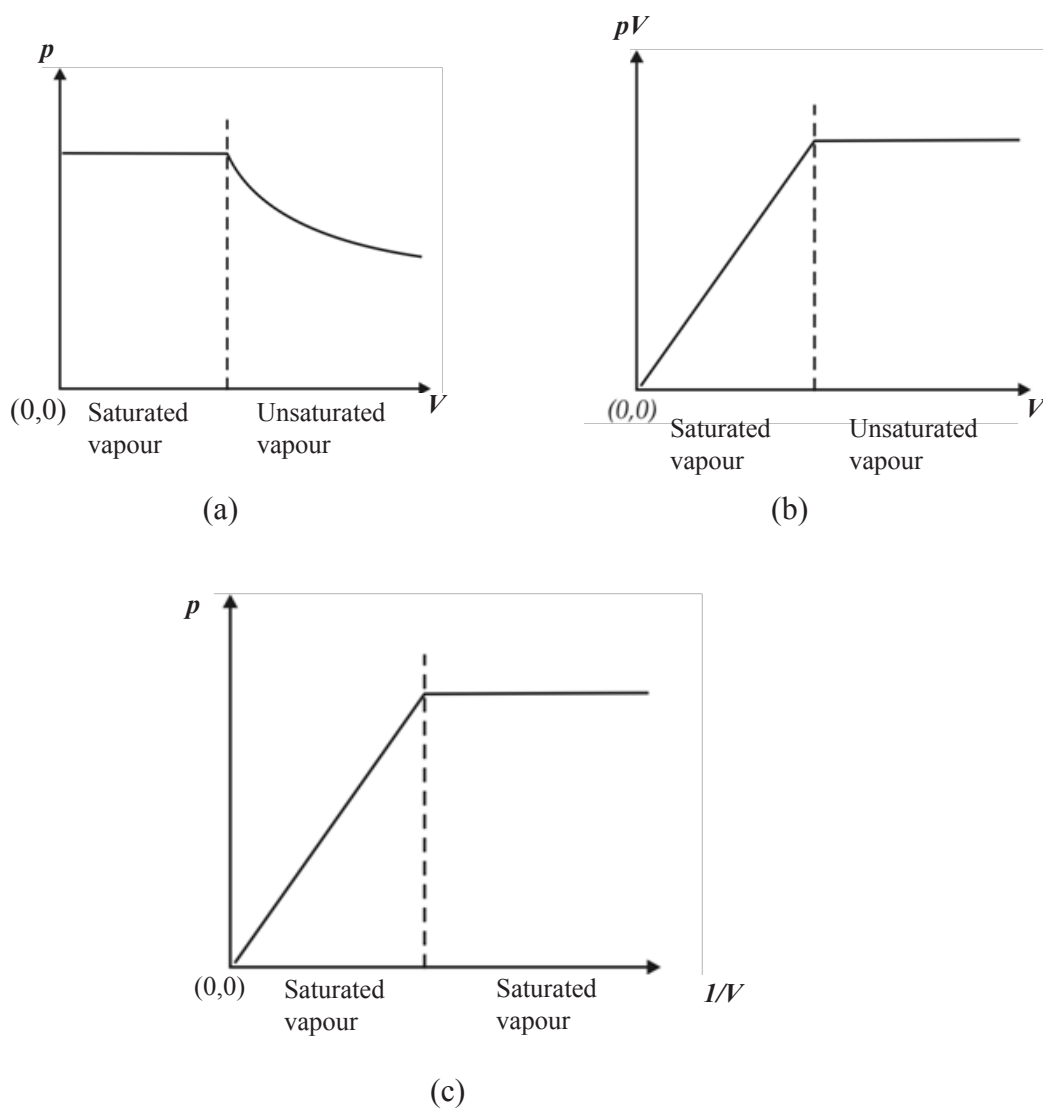 p
V
(0,0)
Saturated
vapour
Unsaturated
vapour
(a)
pV
V
(0,0)
Saturated
vapour
Unsaturated
vapour
(b)
p
1/V
(0,0)
Saturated
vapour
Saturated
vapour
(c)